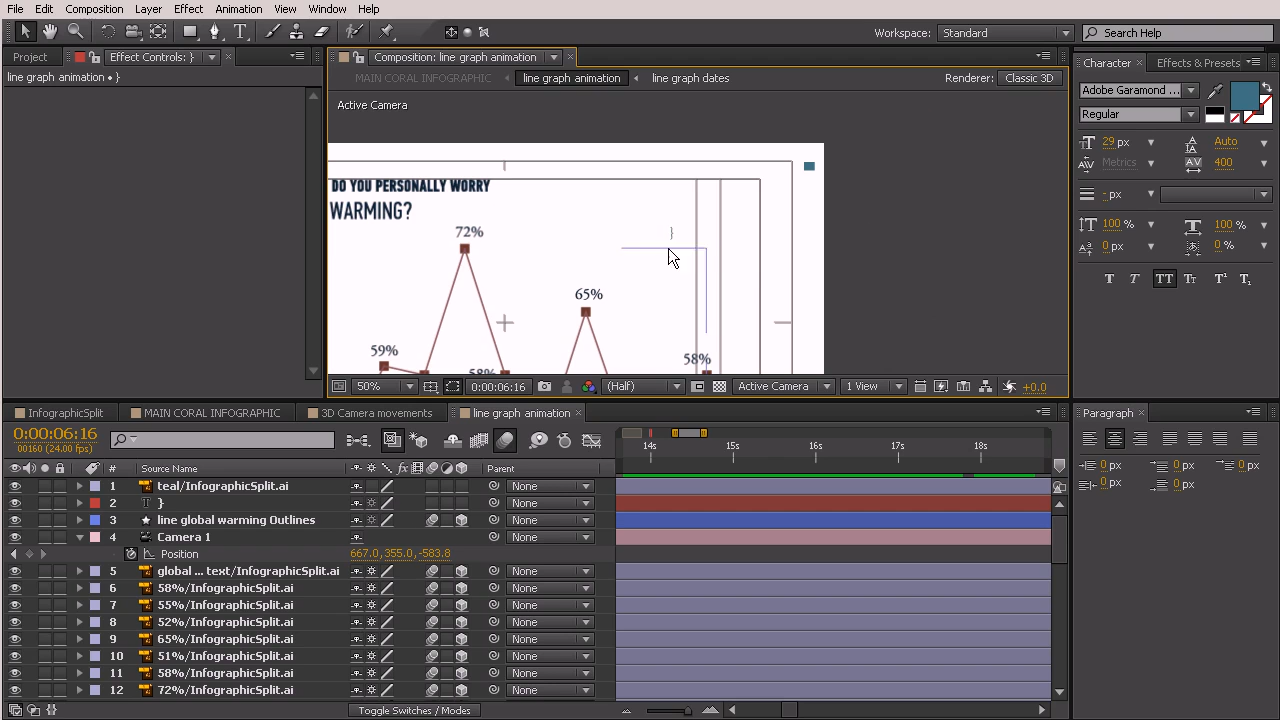 File Edit Composition Layer Effect Animation View Window Help
Workspace: Standard Search Help
Project Effect Controls: }
line graph animation • }
Composition: line graph animation
MAIN CORAL INFOGRAPHIC line graph animation line graph dates Renderer: Classic 3D
Active Camera
DO YOU PERSONALLY WORRY
WARMING?
72%
}
65%
59%
58%
58%
50% 0:00:06:16 (Half) Active Camera 1 View +0.0
Character Effects & Presets
Adobe Garamond ...
Regular
29 px Auto
Metrics 400
- px
100 % 100 %
0 px 0 %
T T TT Tt T¹ T₁
Paragraph
0 px 0 px 0 px
0 px 0 px
InfographicSplit MAIN CORAL INFOGRAPHIC 3D Camera movements line graph animation
0:00:06:16
00160 (24.00 fps)
14s 15s 16s 17s 18s
# Source Name Parent
1 teal/InfographicSplit.ai None
2 T } None
3 line global warming Outlines None
4 Camera 1 None
Position 667.0,355.0,-583.8
5 global ... text/InfographicSplit.ai None
6 58%/InfographicSplit.ai None
7 55%/InfographicSplit.ai None
8 52%/InfographicSplit.ai None
9 65%/InfographicSplit.ai None
10 51%/InfographicSplit.ai None
11 58%/InfographicSplit.ai None
12 72%/InfographicSplit.ai None
Toggle Switches / Modes